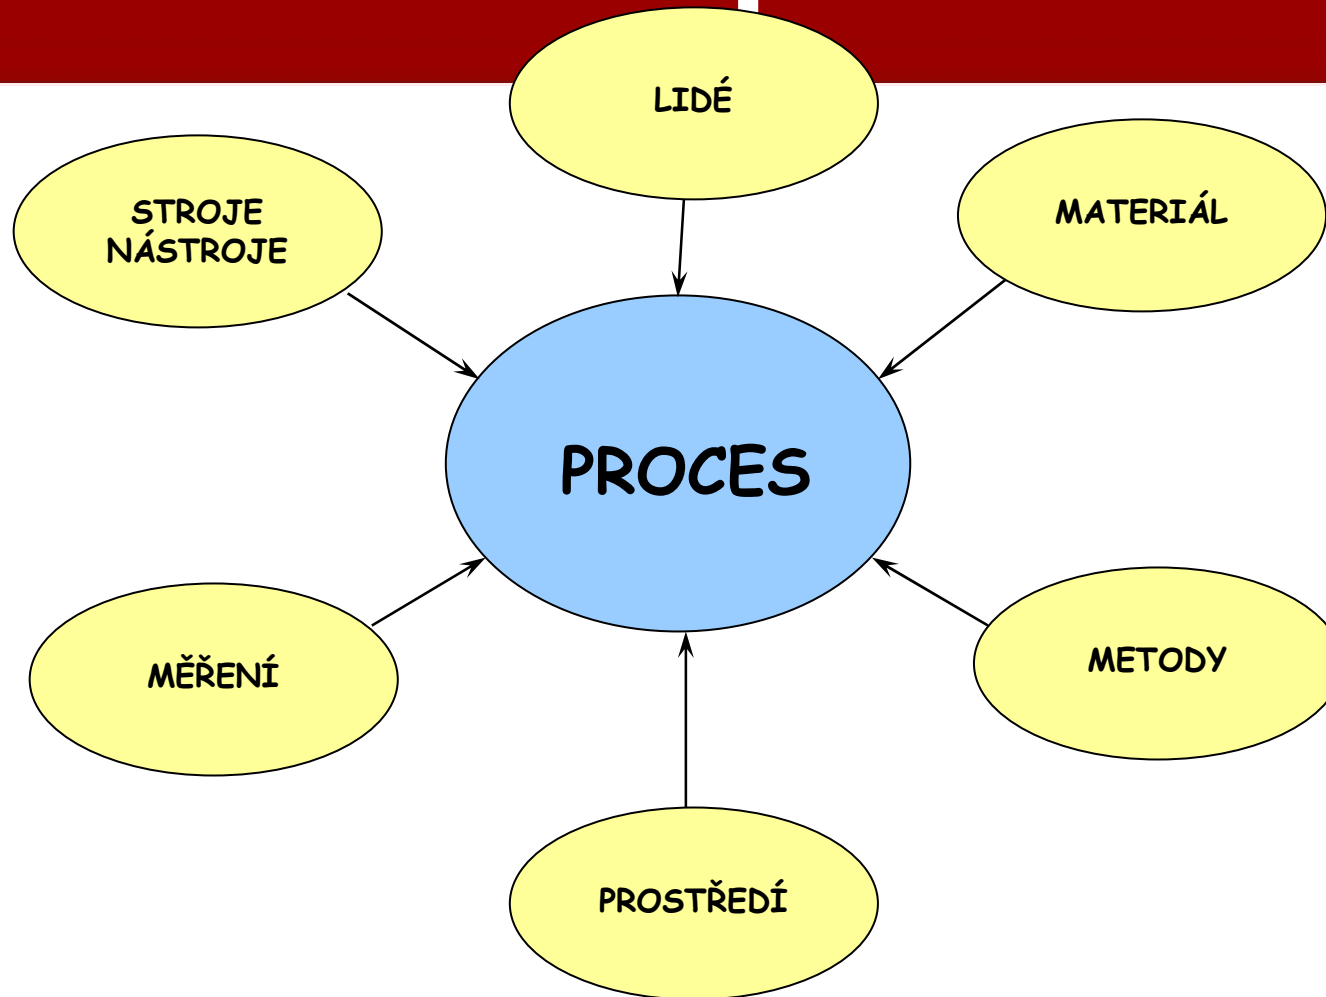 LIDÉ
STROJE
NÁSTROJE
MATERIÁL
PROCES
MĚŘENÍ
METODY
PROSTŘEDÍ